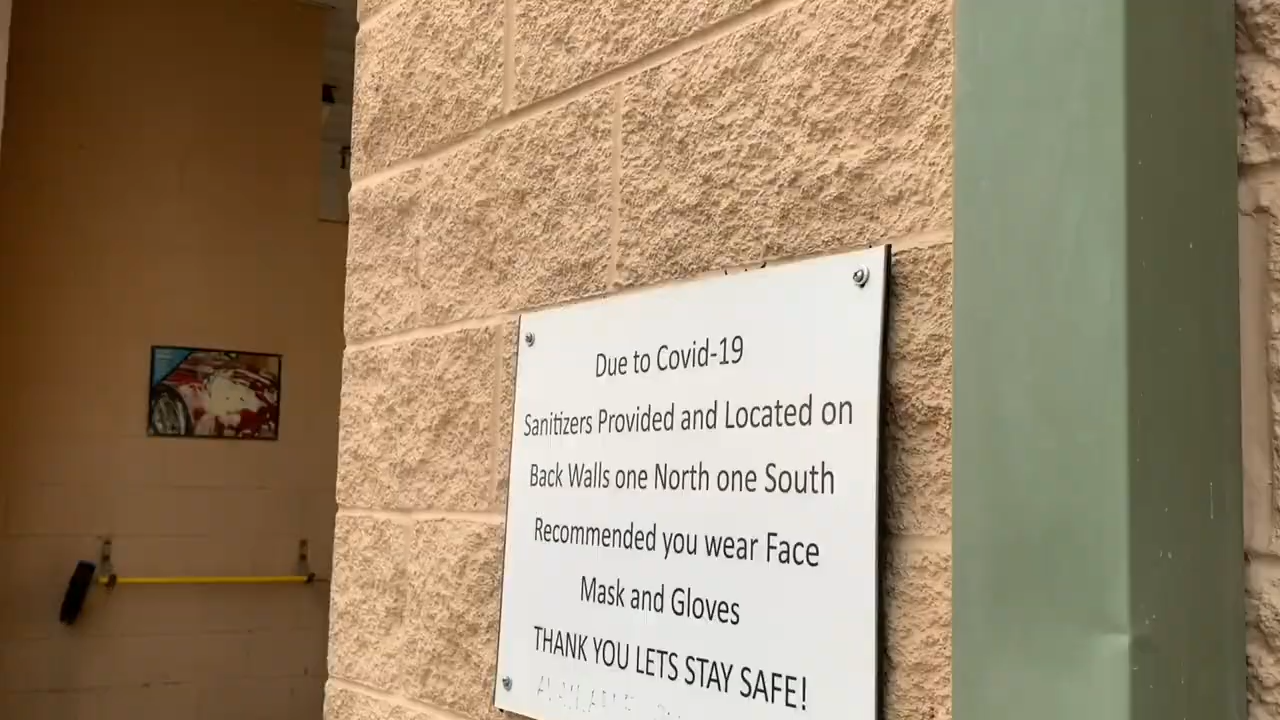 Due to Covid-19
Sanitizers Provided and Located on
Back Walls one North one South
Recommended you wear Face
Mask and Gloves
THANK YOU LETS STAY SAFE!